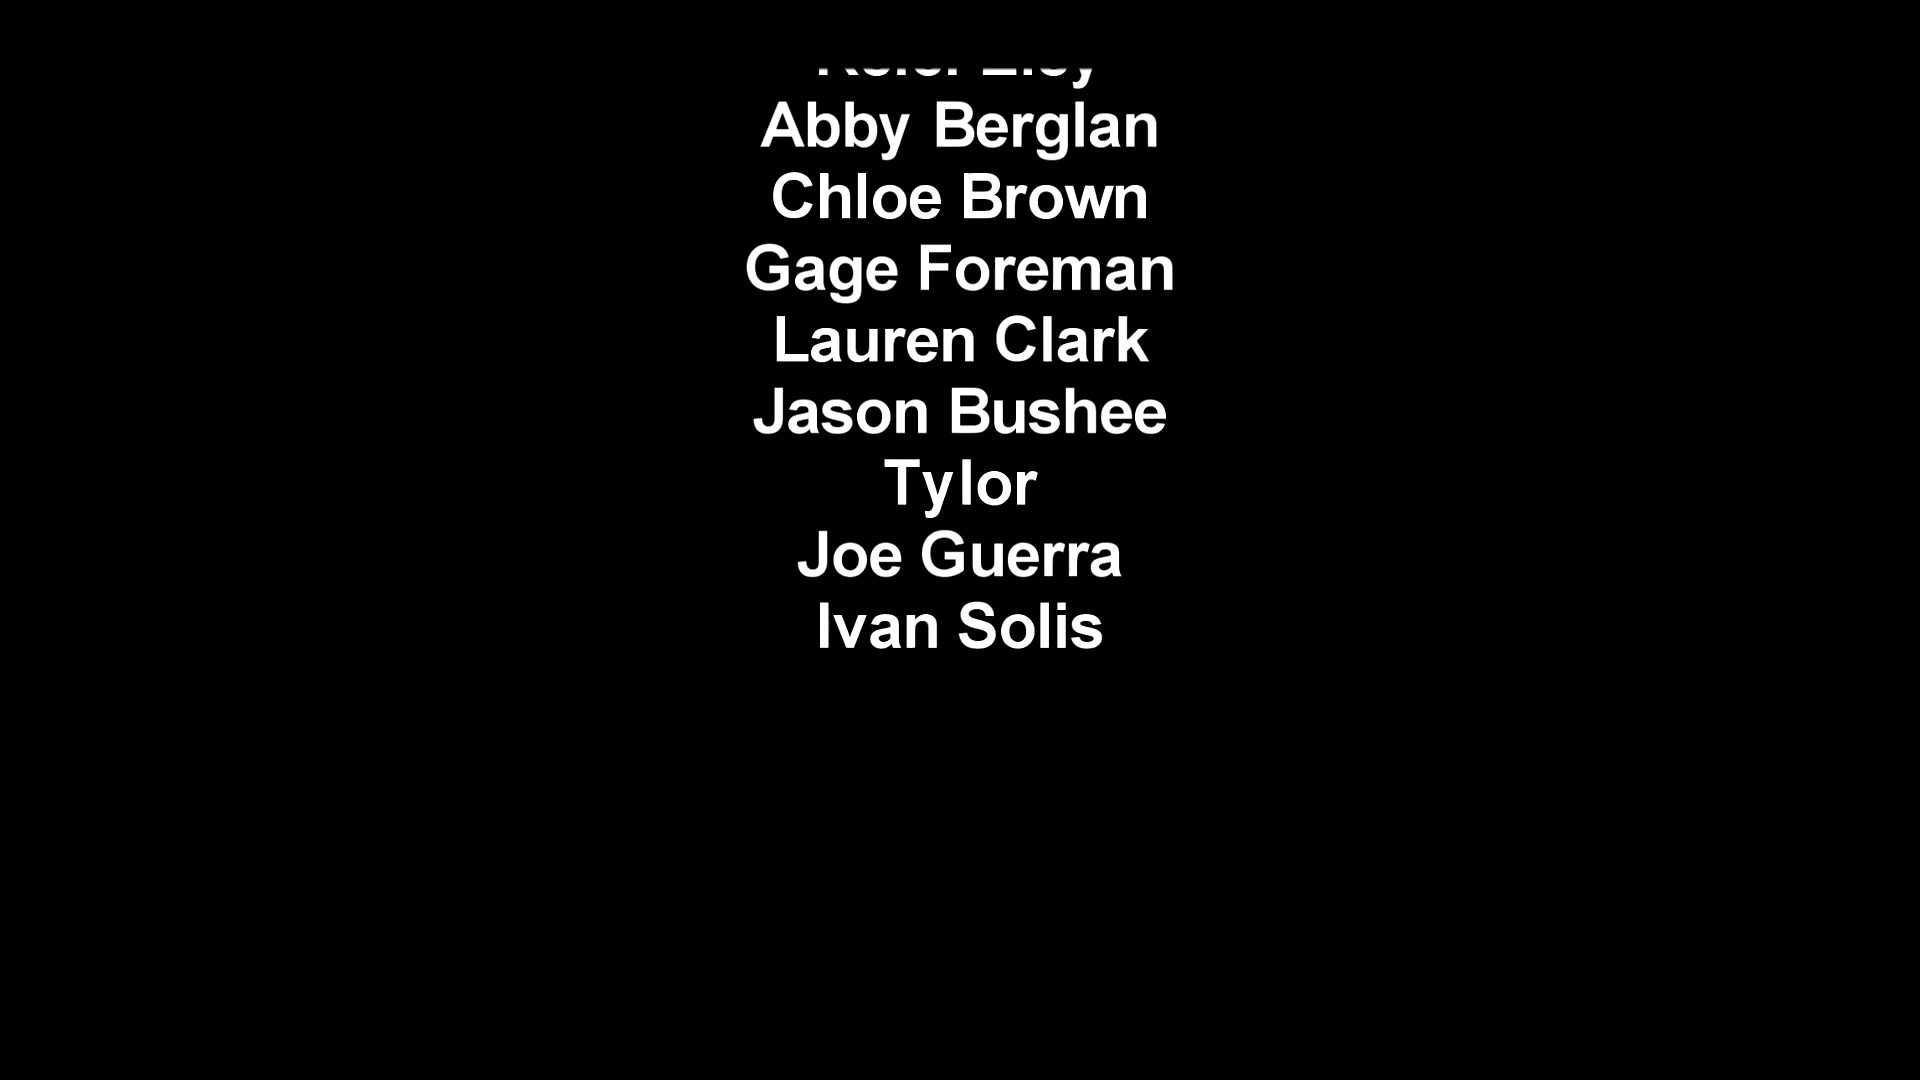 Abby Berglan
Chloe Brown
Gage Foreman
Lauren Clark
Jason Bushee
Tylor
Joe Guerra
Ivan Solis